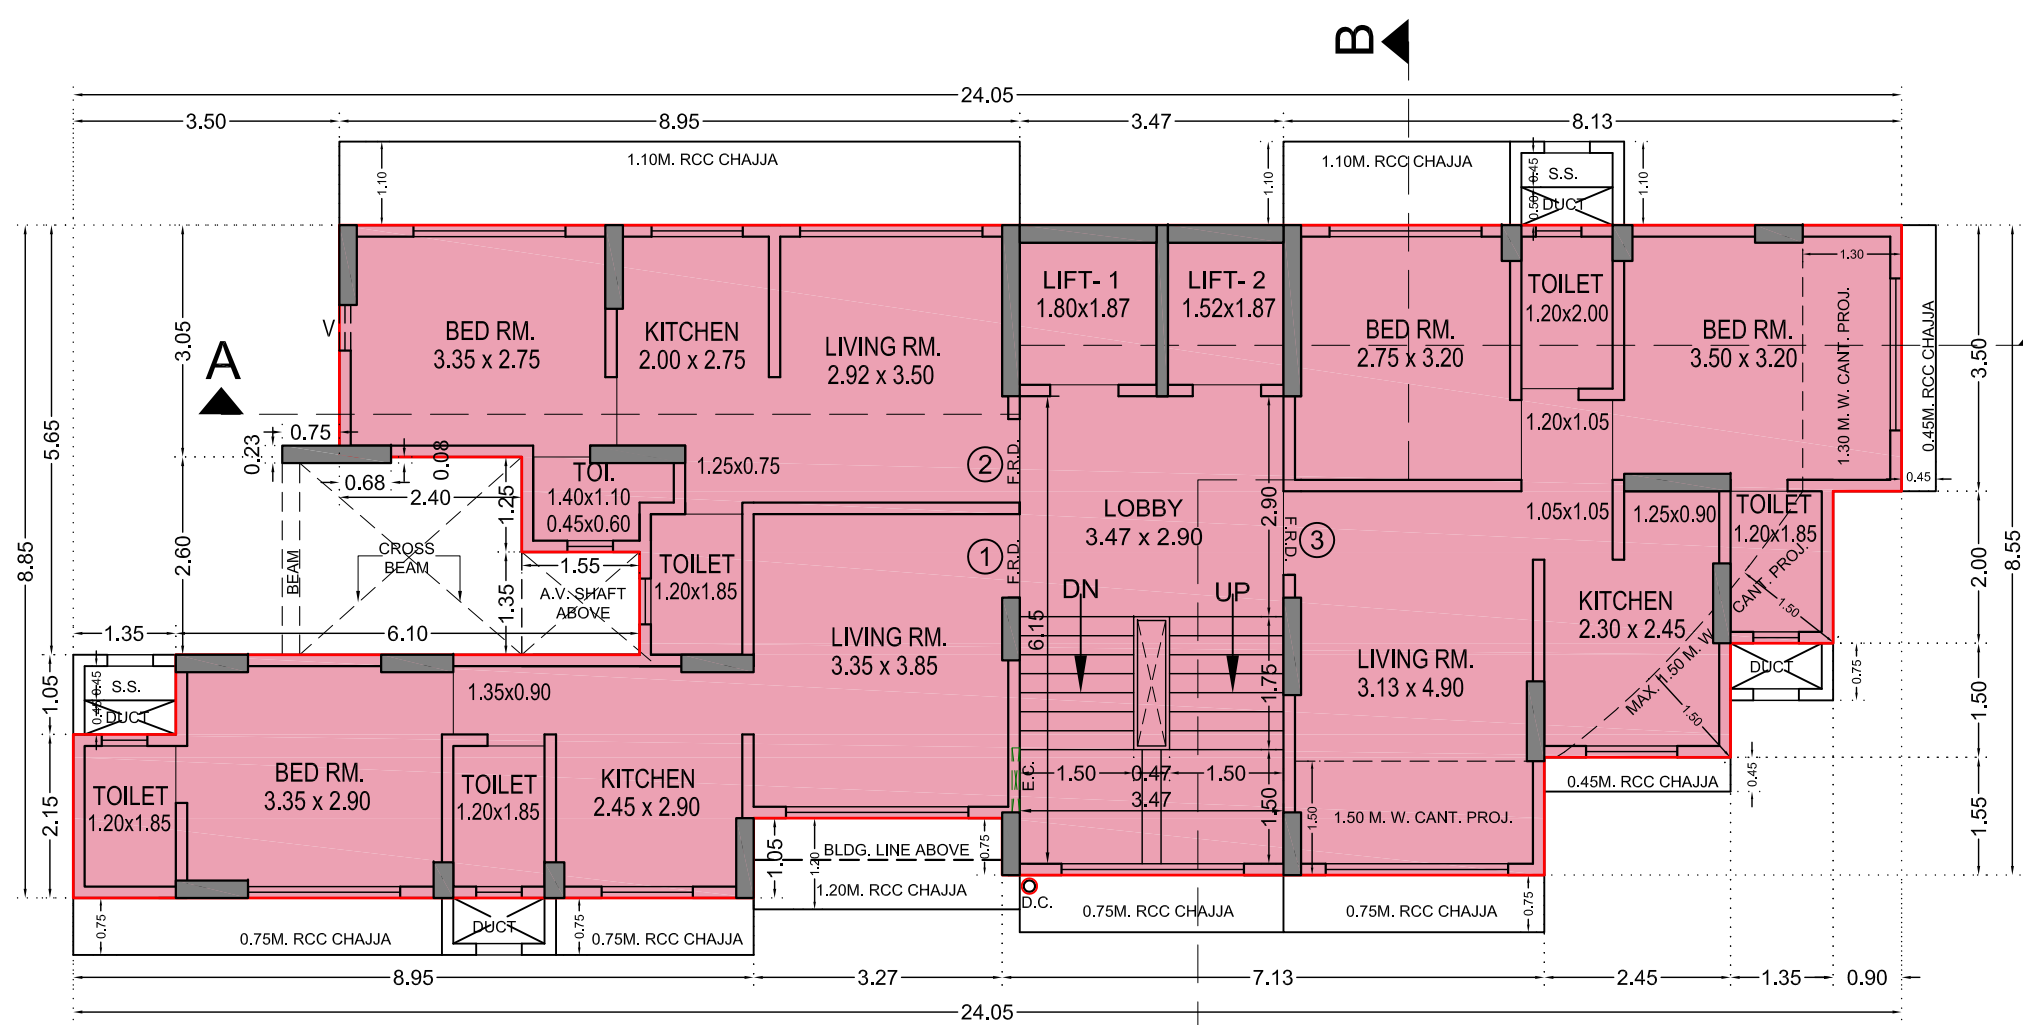 B
24.05
3.50
8.95
3.47
8.13
1.10M. RCC CHAJJA
1.10
1.10
1.10M. RCC CHAJJA
0.45
S.S.
0.50
DUCT
1.10
8.85
5.65
3.05
V
A
BED RM.
3.35 x 2.75
KITCHEN
2.00 x 2.75
LIVING RM.
2.92 x 3.50
LIFT- 1
1.80x1.87
LIFT- 2
1.52x1.87
BED RM.
2.75 x 3.20
TOILET
1.20x2.00
BED RM.
3.50 x 3.20
1.30
1.30 M. W. CANT. PROJ.
0.45M. RCC CHAJJA
0.45
3.50
8.55
0.23
0.75
0.08
0.68
2.40
1.25
TOI.
1.40x1.10
0.45x0.60
1.25x0.75
2
F.R.D.
LOBBY
3.47 x 2.90
2.90
1.20x1.05
1.05x1.05
1.25x0.90
TOILET
1.20x1.85
2.60
BEAM
CROSS
BEAM
1.55
A.V. SHAFT
ABOVE
1.35
TOILET
1.20x1.85
1
F.R.D.
F.R.D.
3
DN
UP
2.00
CANT. PROJ.
1.50
KITCHEN
2.30 x 2.45
1.35
6.10
LIVING RM.
3.35 x 3.85
6.15
1.75
LIVING RM.
3.13 x 4.90
MAX. 1.50 M. W.
1.50
DUCT
0.75
1.05
0.45
S.S.
0.45
DUCT
1.35x0.90
1.50
BED RM.
3.35 x 2.90
TOILET
1.20x1.85
TOILET
1.20x1.85
KITCHEN
2.45 x 2.90
E.C.
1.50
0.47
1.50
3.47
1.50
1.50
1.50 M. W. CANT. PROJ.
0.45M. RCC CHAJJA
0.45
2.15
1.55
1.05
1.20
BLDG. LINE ABOVE
0.75
1.20M. RCC CHAJJA
D.C.
0.75M. RCC CHAJJA
0.75M. RCC CHAJJA
0.75
0.75
0.75M. RCC CHAJJA
DUCT
0.75
0.75M. RCC CHAJJA
8.95
3.27
7.13
2.45
1.35
0.90
24.05